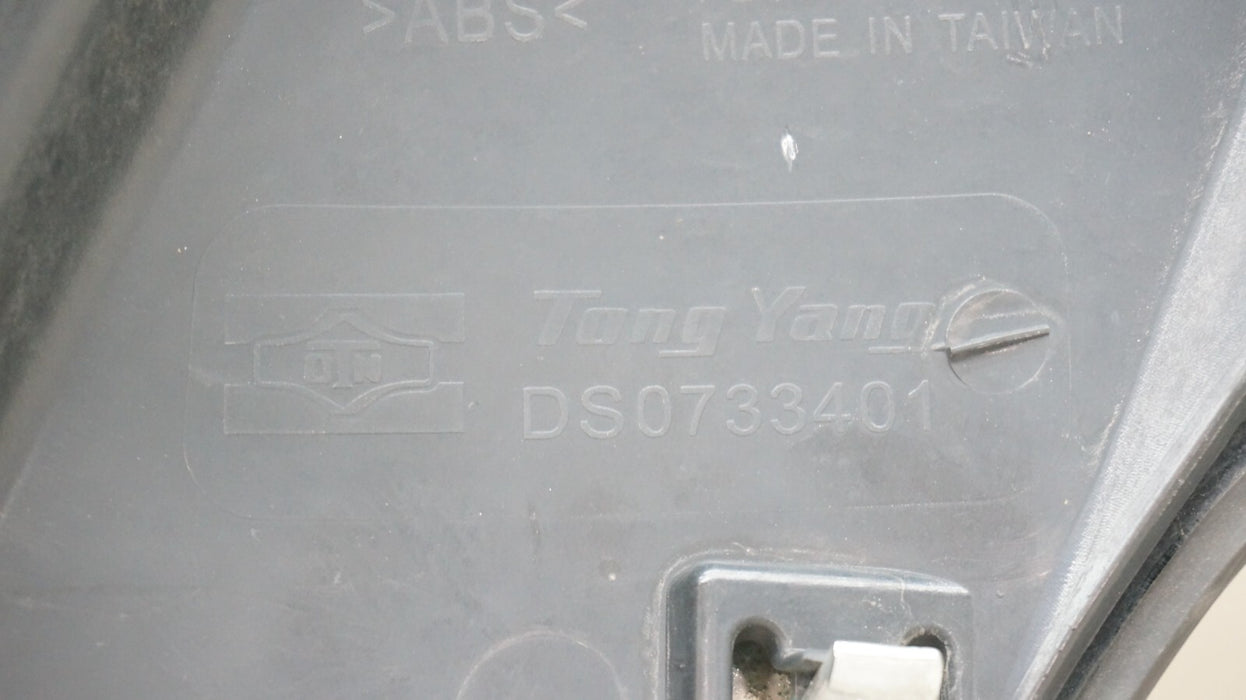 >ABS<
MADE IN TAIWAN
Tong Yang
DS0733401